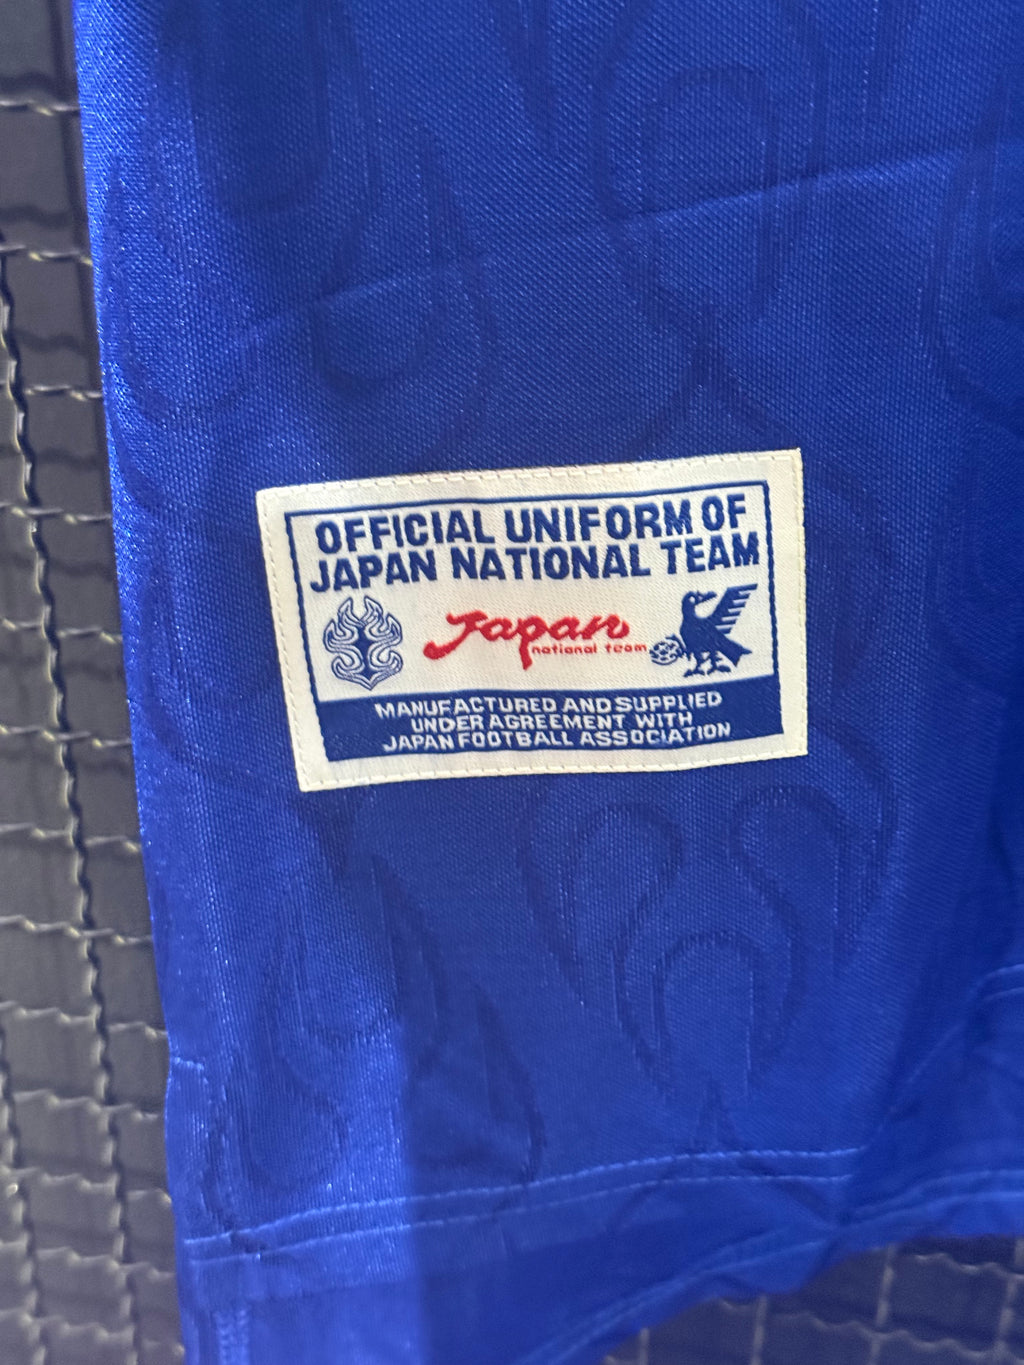 OFFICIAL UNIFORM OF
JAPAN NATIONAL TEAM
Japan
national team
MANUFACTURED AND SUPPLIED
UNDER AGREEMENT WITH
JAPAN FOOTBALL ASSOCIATION